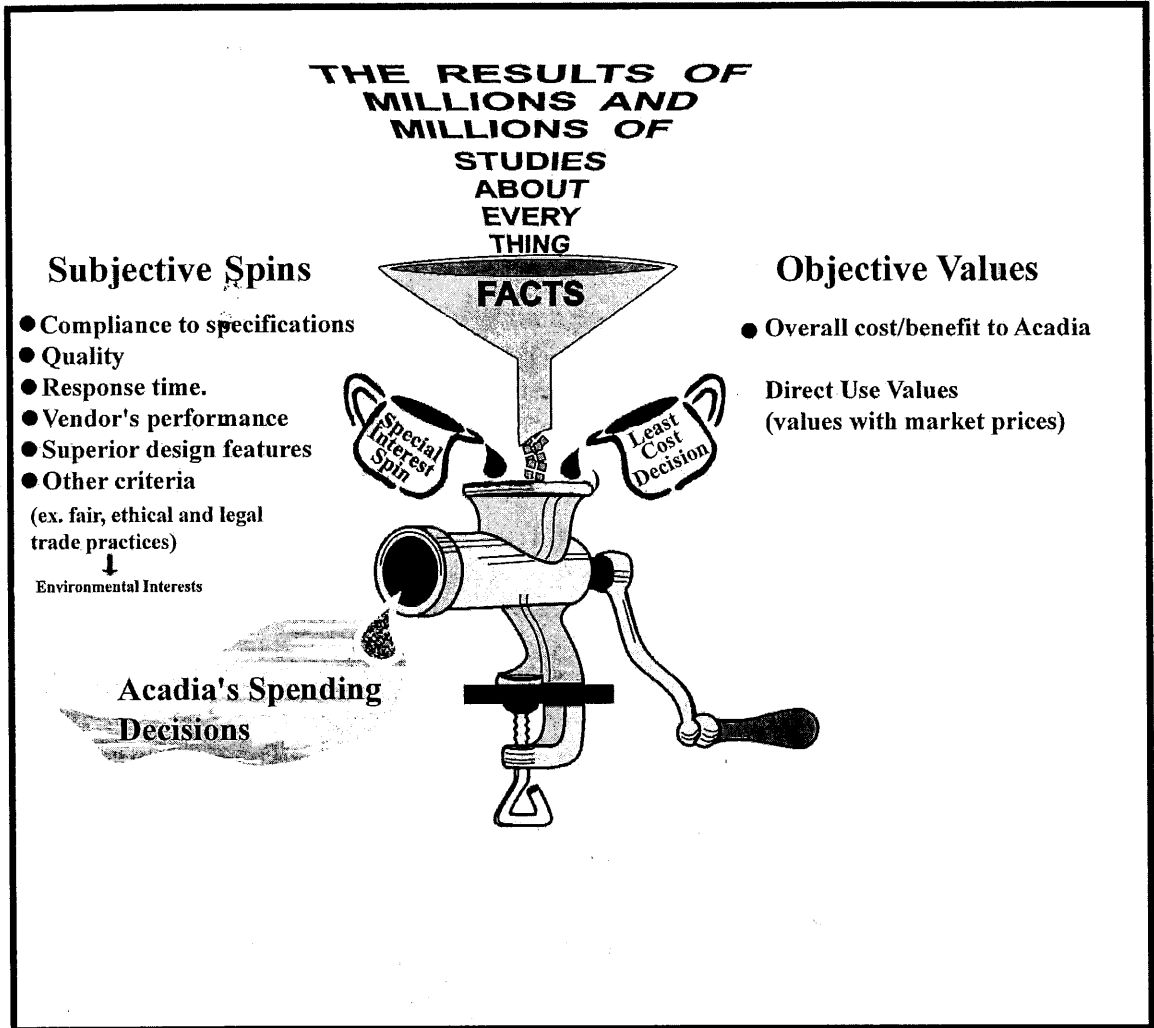 THE RESULTS OF
MILLIONS AND
MILLIONS OF
STUDIES
ABOUT
EVERY
THING
FACTS
Subjective Spins
● Compliance to specifications
● Quality
● Response time.
● Vendor's performance
● Superior design features
● Other criteria
(ex. fair, ethical and legal
trade practices)
Environmental Interests
Special
Interest
Spin
Least
Cost
Decision
Objective Values
● Overall cost/benefit to Acadia
Direct Use Values
(values with market prices)
Acadia's Spending
Decisions